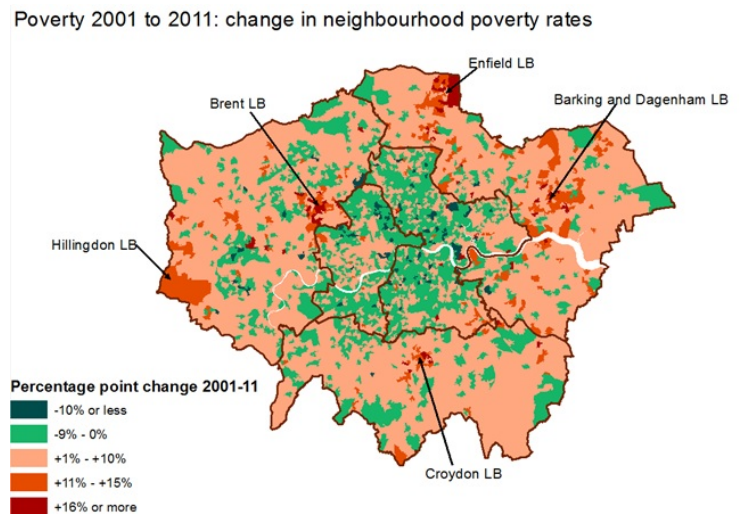 Poverty 2001 to 2011: change in neighbourhood poverty rates
Enfield LB
Brent LB
Barking and Dagenham LB
Hillingdon LB
Percentage point change 2001-11
-10% or less
-9% - 0%
+1% - +10%
+11% - +15%
+16% or more
Croydon LB